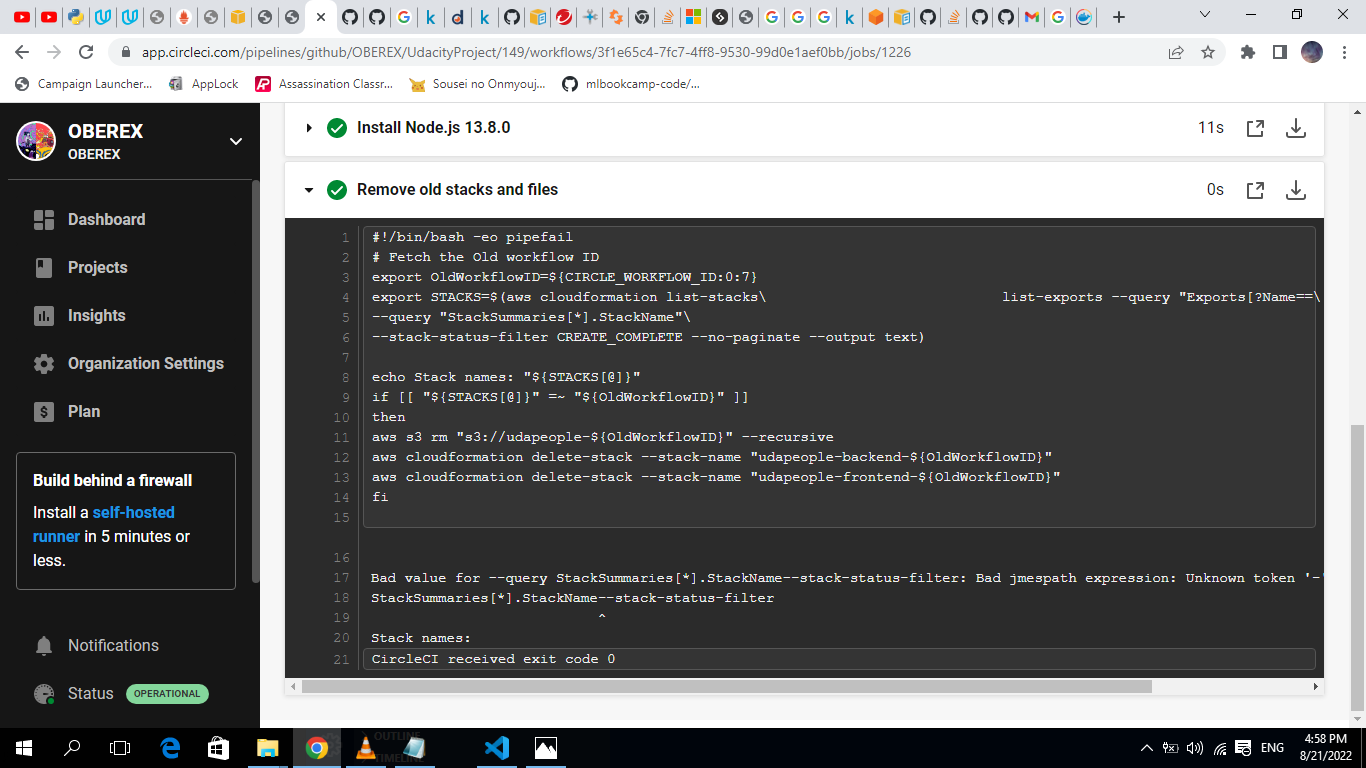 app.circleci.com/pipelines/github/OBEREX/UdacityProject/149/workflows/3f1e65c4-7fc7-4ff8-9530-99d0e1aef0bb/jobs/1226
Campaign Launcher... AppLock Assassination Classr... Sousei no Onmyouj... mlbookcamp-code/...
OBEREX
OBEREX
Dashboard
Projects
Insights
Organization Settings
Plan
Build behind a firewall
Install a self-hosted
runner in 5 minutes or
less.
Notifications
Status OPERATIONAL
Install Node.js 13.8.0 11s
Remove old stacks and files 0s
1 #!/bin/bash -eo pipefail
2 # Fetch the Old workflow ID
3 export OldWorkflowID=${CIRCLE_WORKFLOW_ID:0:7}
4 export STACKS=$(aws cloudformation list-stacks\ list-exports --query "Exports[?Name==\
5 --query "StackSummaries[*].StackName"\
6 --stack-status-filter CREATE_COMPLETE --no-paginate --output text)
7
8 echo Stack names: "${STACKS[@]}"
9 if [[ "${STACKS[@]}" =~ "${OldWorkflowID}" ]]
10 then
11 aws s3 rm "s3://udapeople-${OldWorkflowID}" --recursive
12 aws cloudformation delete-stack --stack-name "udapeople-backend-${OldWorkflowID}"
13 aws cloudformation delete-stack --stack-name "udapeople-frontend-${OldWorkflowID}"
14 fi
15
16
17 Bad value for --query StackSummaries[*].StackName--stack-status-filter: Bad jmespath expression: Unknown token '-'
18 StackSummaries[*].StackName--stack-status-filter
19 ^
20 Stack names:
21 CircleCI received exit code 0
OUTLINE
TIMELINE
ENG
4:58 PM
8/21/2022